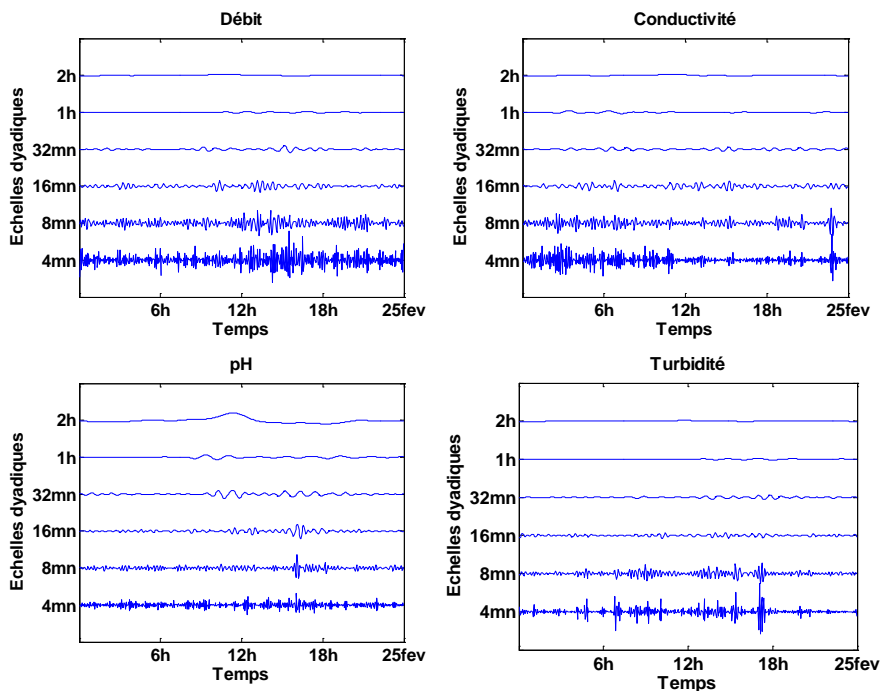 Débit
Echelles dyadiques
2h
1h
32mn
16mn
8mn
4mn
6h 12h 18h 25fev
Temps
Conductivité
Echelles dyadiques
2h
1h
32mn
16mn
8mn
4mn
6h 12h 18h 25fev
Temps
pH
Echelles dyadiques
2h
1h
32mn
16mn
8mn
4mn
6h 12h 18h 25fev
Temps
Turbidité
Echelles dyadiques
2h
1h
32mn
16mn
8mn
4mn
6h 12h 18h 25fev
Temps